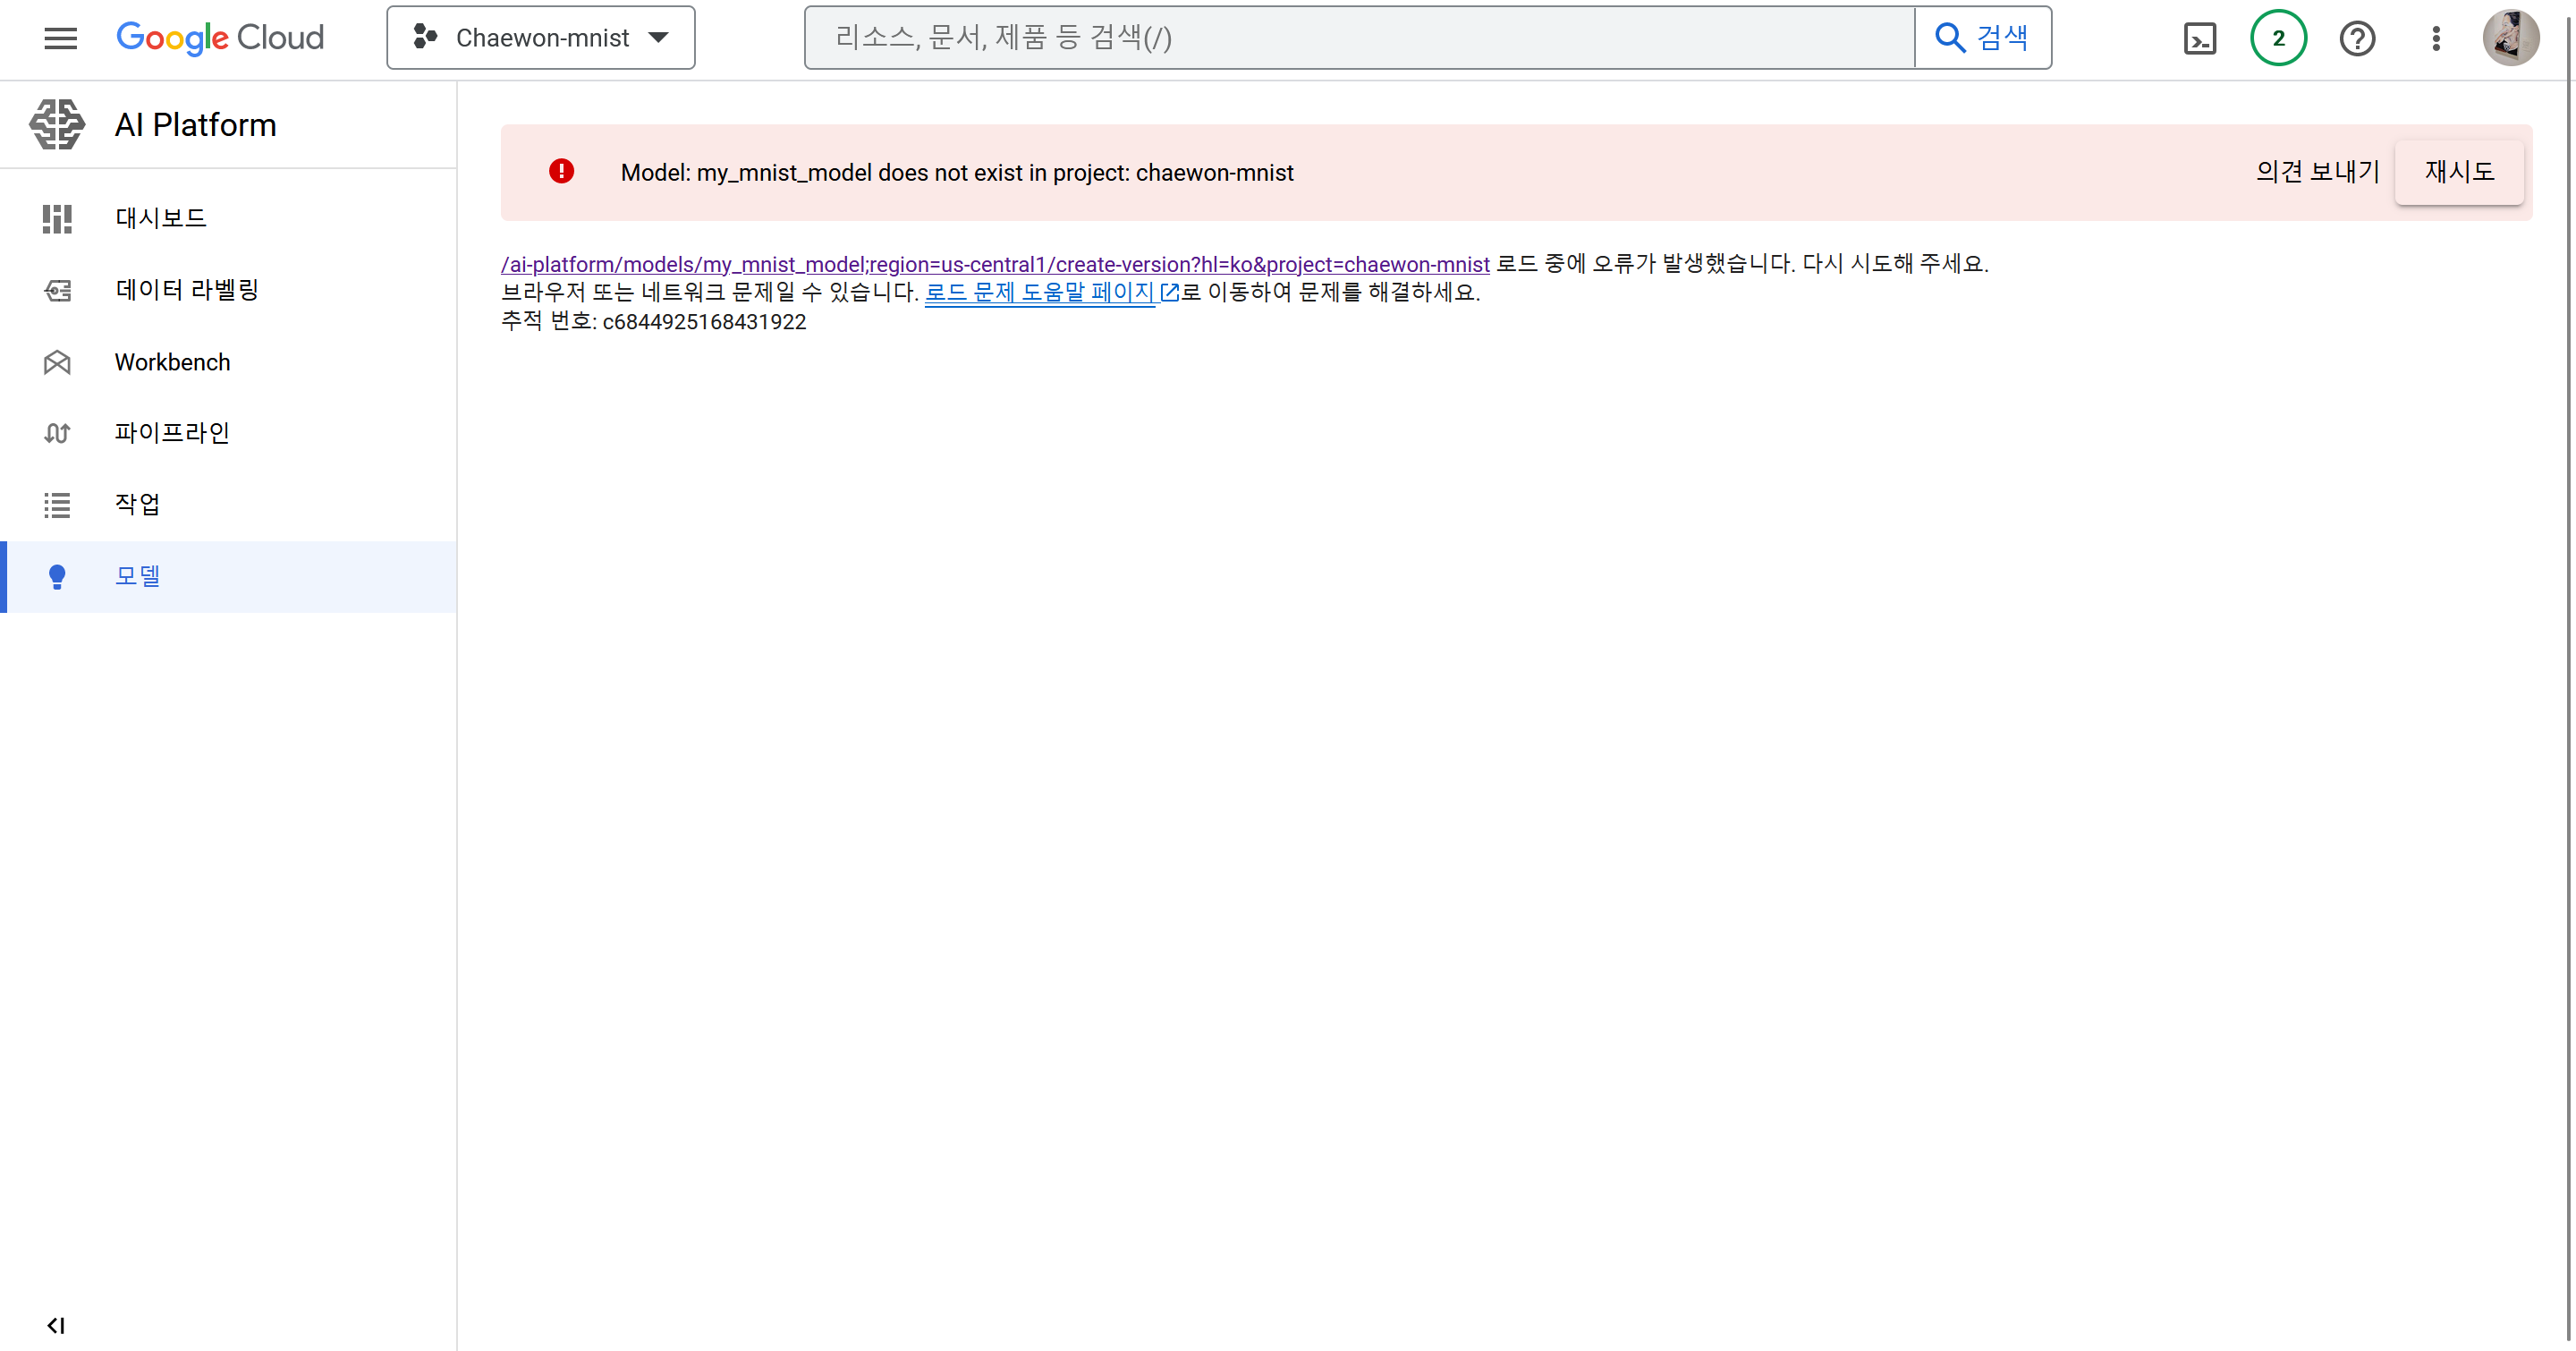 Google Cloud
Chaewon-mnist
리소스, 문서, 제품 등 검색(/)
검색
2
AI Platform
대시보드
데이터 라벨링
Workbench
파이프라인
작업
모델
Model: my_mnist_model does not exist in project: chaewon-mnist
의견 보내기
재시도
/ai-platform/models/my_mnist_model;region=us-central1/create-version?hl=ko&project=chaewon-mnist 로드 중에 오류가 발생했습니다. 다시 시도해 주세요.
브라우저 또는 네트워크 문제일 수 있습니다. 로드 문제 도움말 페이지로 이동하여 문제를 해결하세요.
추적 번호: c6844925168431922